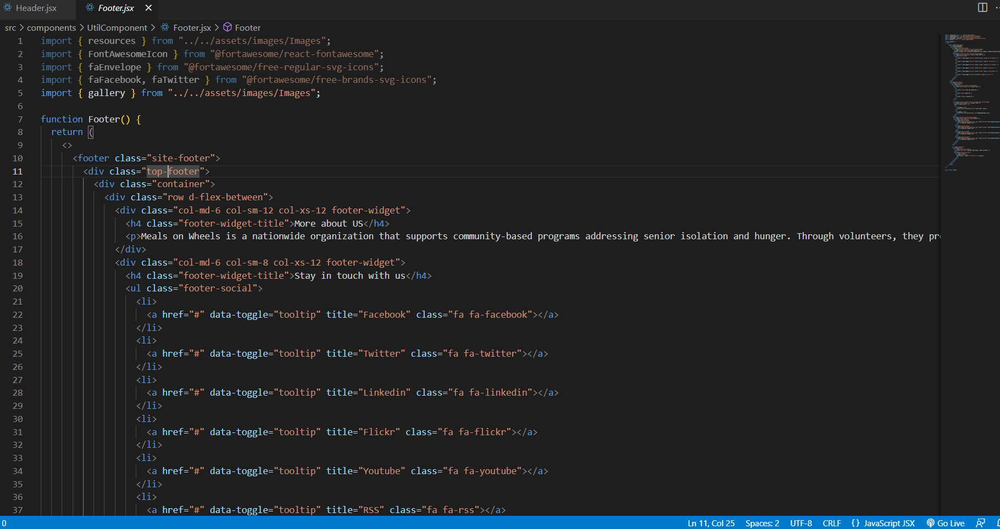 Header.jsx
Footer.jsx
src > components > UtilComponent > Footer.jsx > Footer
1 import { resources } from "../../assets/images/Images";
2 import { FontAwesomeIcon } from "@fortawesome/react-fontawesome";
3 import { faEnvelope } from "@fortawesome/free-regular-svg-icons";
4 import { faFacebook, faTwitter } from "@fortawesome/free-brands-svg-icons";
5 import { gallery } from "../../assets/images/Images";
6
7 function Footer() {
8 return (
9 <>
10 <footer class="site-footer">
11 <div class="top-footer">
12 <div class="container">
13 <div class="row d-flex-between">
14 <div class="col-md-6 col-sm-12 col-xs-12 footer-widget">
15 <h4 class="footer-widget-title">More about US</h4>
16 <p>Meals on Wheels is a nationwide organization that supports community-based programs addressing senior isolation and hunger. Through volunteers, they pr
17 </div>
18 <div class="col-md-6 col-sm-8 col-xs-12 footer-widget">
19 <h4 class="footer-widget-title">Stay in touch with us</h4>
20 <ul class="footer-social">
21 <li>
22 <a href="#" data-toggle="tooltip" title="Facebook" class="fa fa-facebook"></a>
23 </li>
24 <li>
25 <a href="#" data-toggle="tooltip" title="Twitter" class="fa fa-twitter"></a>
26 </li>
27 <li>
28 <a href="#" data-toggle="tooltip" title="Linkedin" class="fa fa-linkedin"></a>
29 </li>
30 <li>
31 <a href="#" data-toggle="tooltip" title="Flickr" class="fa fa-flickr"></a>
32 </li>
33 <li>
34 <a href="#" data-toggle="tooltip" title="Youtube" class="fa fa-youtube"></a>
35 </li>
36 <li>
37 <a href="#" data-toggle="tooltip" title="RSS" class="fa fa-rss"></a>
0 Ln 11, Col 25 Spaces: 2 UTF-8 CRLF {} JavaScript JSX Go Live